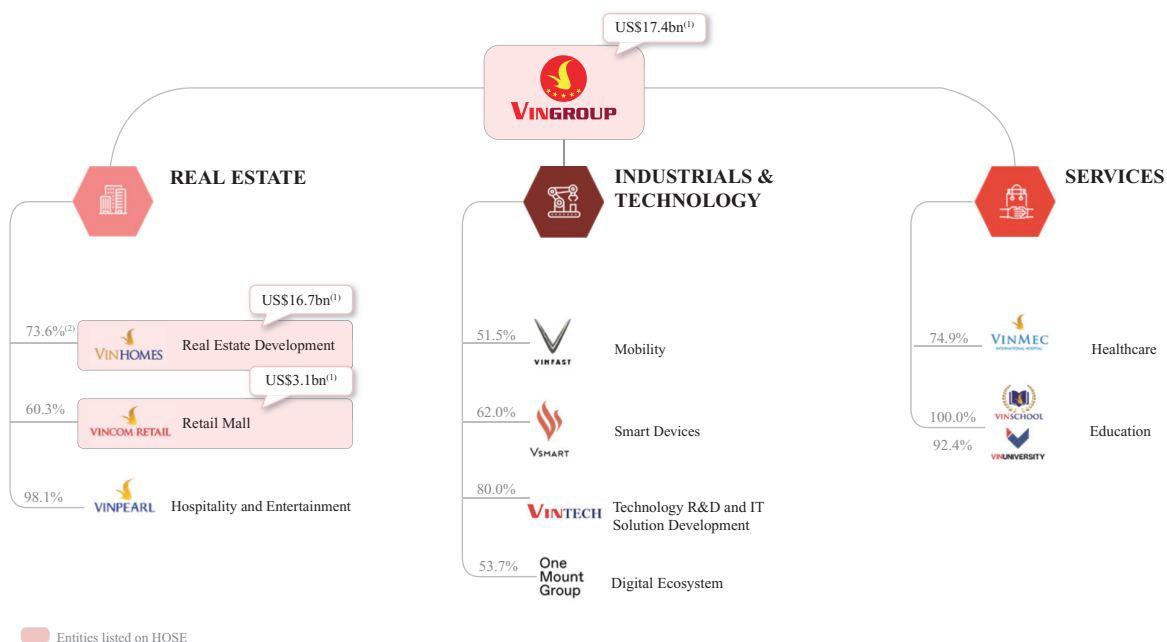 US$17.4bn(1)
VINGROUP
REAL ESTATE
US$16.7bn(1)
73.6%(2)
VINHOMES
Real Estate Development
US$3.1bn(1)
60.3%
VINCOM RETAIL
Retail Mall
98.1%
VINPEARL
Hospitality and Entertainment
INDUSTRIALS &
TECHNOLOGY
51.5%
VINFAST
Mobility
62.0%
VSMART
Smart Devices
80.0%
VINTECH
Technology R&D and IT
Solution Development
53.7%
One
Mount
Group
Digital Ecosystem
SERVICES
74.9%
VINMEC
INTERNATIONAL HOSPITAL
Healthcare
100.0%
VINSCHOOL
92.4%
VINUNIVERSITY
Education
Entities listed on HOSE